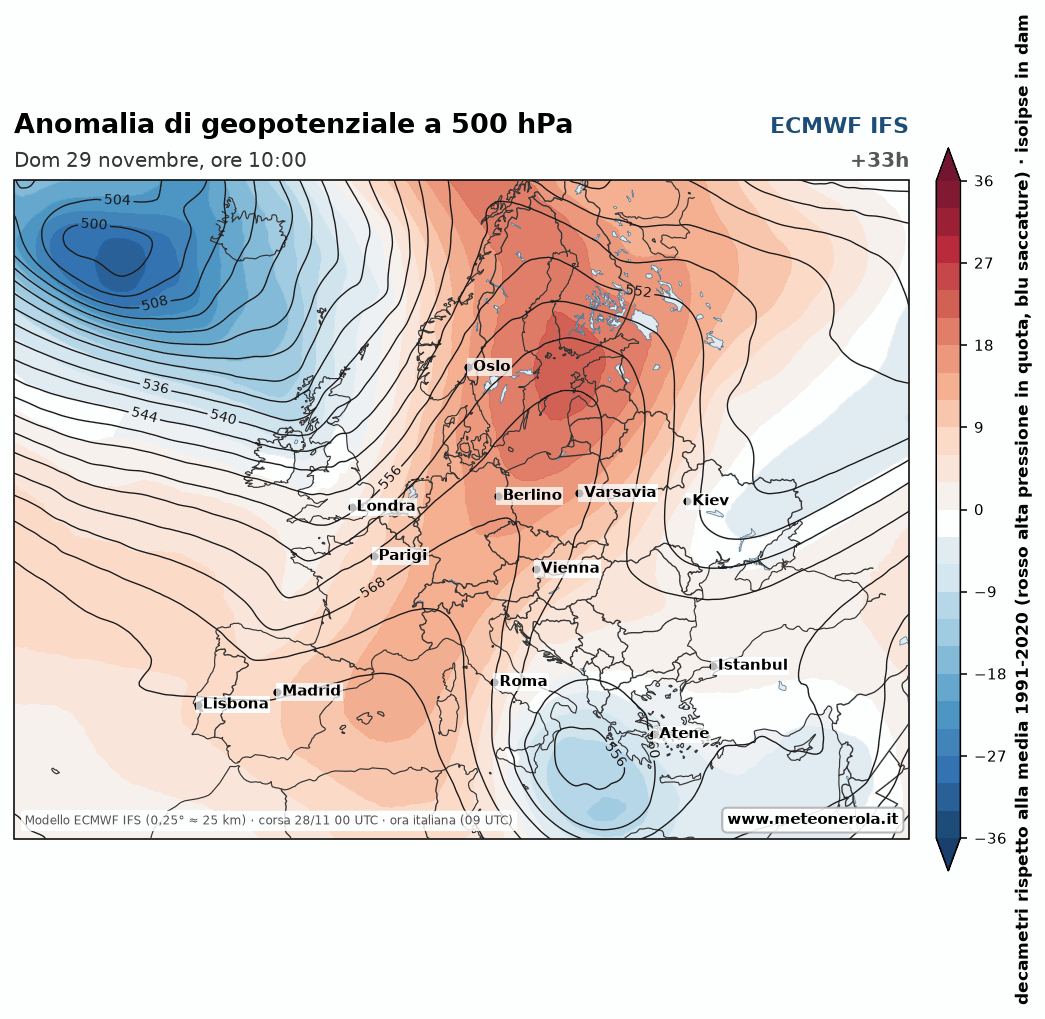 Anomalia di geopotenziale a 500 hPa
ECMWF IFS
Dom 29 novembre, ore 10:00
+33h
504
500
508
536
544
540
552
556
568
556
Oslo
Londra
Berlino
Varsavia
Kiev
Parigi
Vienna
Istanbul
Roma
Madrid
Lisbona
Atene
Modello ECMWF IFS (0,25° ≈ 25 km) · corsa 28/11 00 UTC · ora italiana (09 UTC)
www.meteonerola.it
36
27
18
9
0
−9
−18
−27
−36
decametri rispetto alla media 1991-2020 (rosso alta pressione in quota, blu saccature) · isoipse in dam